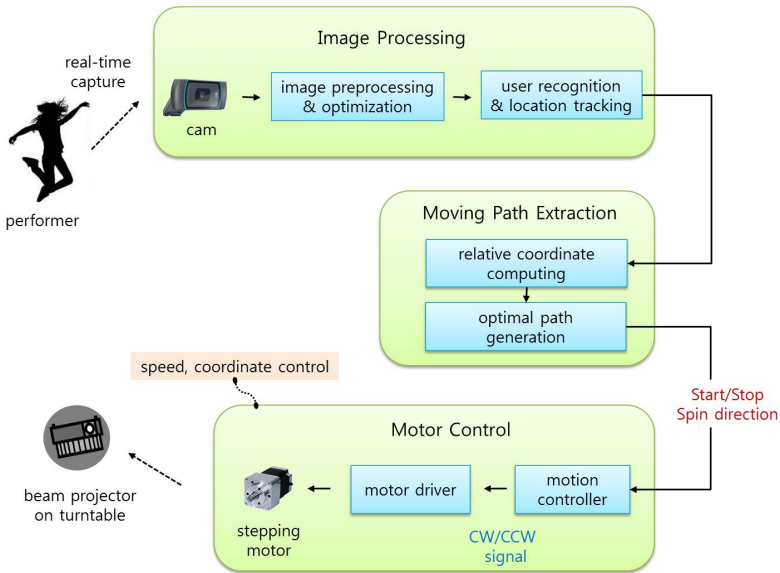 Image Processing
real-time
capture
image preprocessing
& optimization
user recognition
& location tracking
cam
performer
Moving Path Extraction
relative coordinate
computing
optimal path
generation
speed, coordinate control
Start/Stop
Spin direction
Motor Control
motor driver
motion
controller
beam projector
on turntable
stepping
motor
CW/CCW
signal